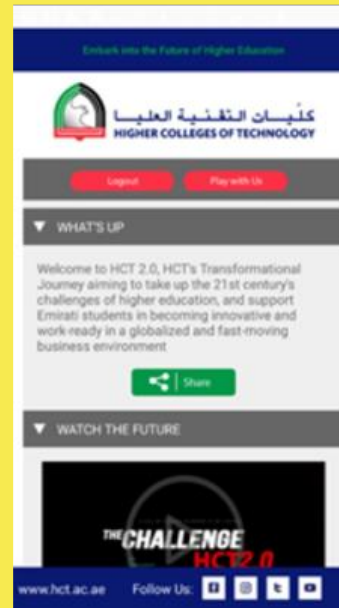 Embark into the Future of Higher Education
كليات التقنية العليا
HIGHER COLLEGES OF TECHNOLOGY
Logout Play with Us
WHAT'S UP
Welcome to HCT 2.0, HCT's Transformational
Journey aiming to take up the 21st century's
challenges of higher education, and support
Emirati students in becoming innovative and
work-ready in a globalized and fast-moving
business environment
Share
WATCH THE FUTURE
THE CHALLENGE
HCT2.0
www.hct.ac.ae Follow Us: